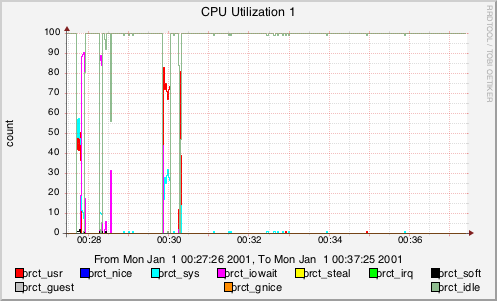 CPU Utilization 1
RRDTOOL / TOBI OETIKER
count
100
90
80
70
60
50
40
30
20
10
0
00:28 00:30 00:32 00:34 00:36
From Mon Jan 1 00:27:26 2001, To Mon Jan 1 00:37:25 2001
prct_usr prct_nice prct_sys prct_iowait prct_steal prct_irq prct_soft
prct_guest prct_gnice prct_idle